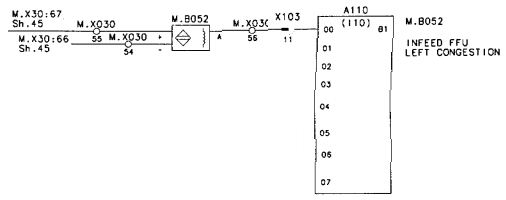 M.X30:67
Sh.45
M.X030
55
M.X30:66
Sh.45
M.X030
54
M.B052
+
-
A
M.X03(
56
X103
11
A110
(I10)
00
B1
01
02
03
04
05
06
07
M.B052
INFEED FFU
LEFT CONGESTION